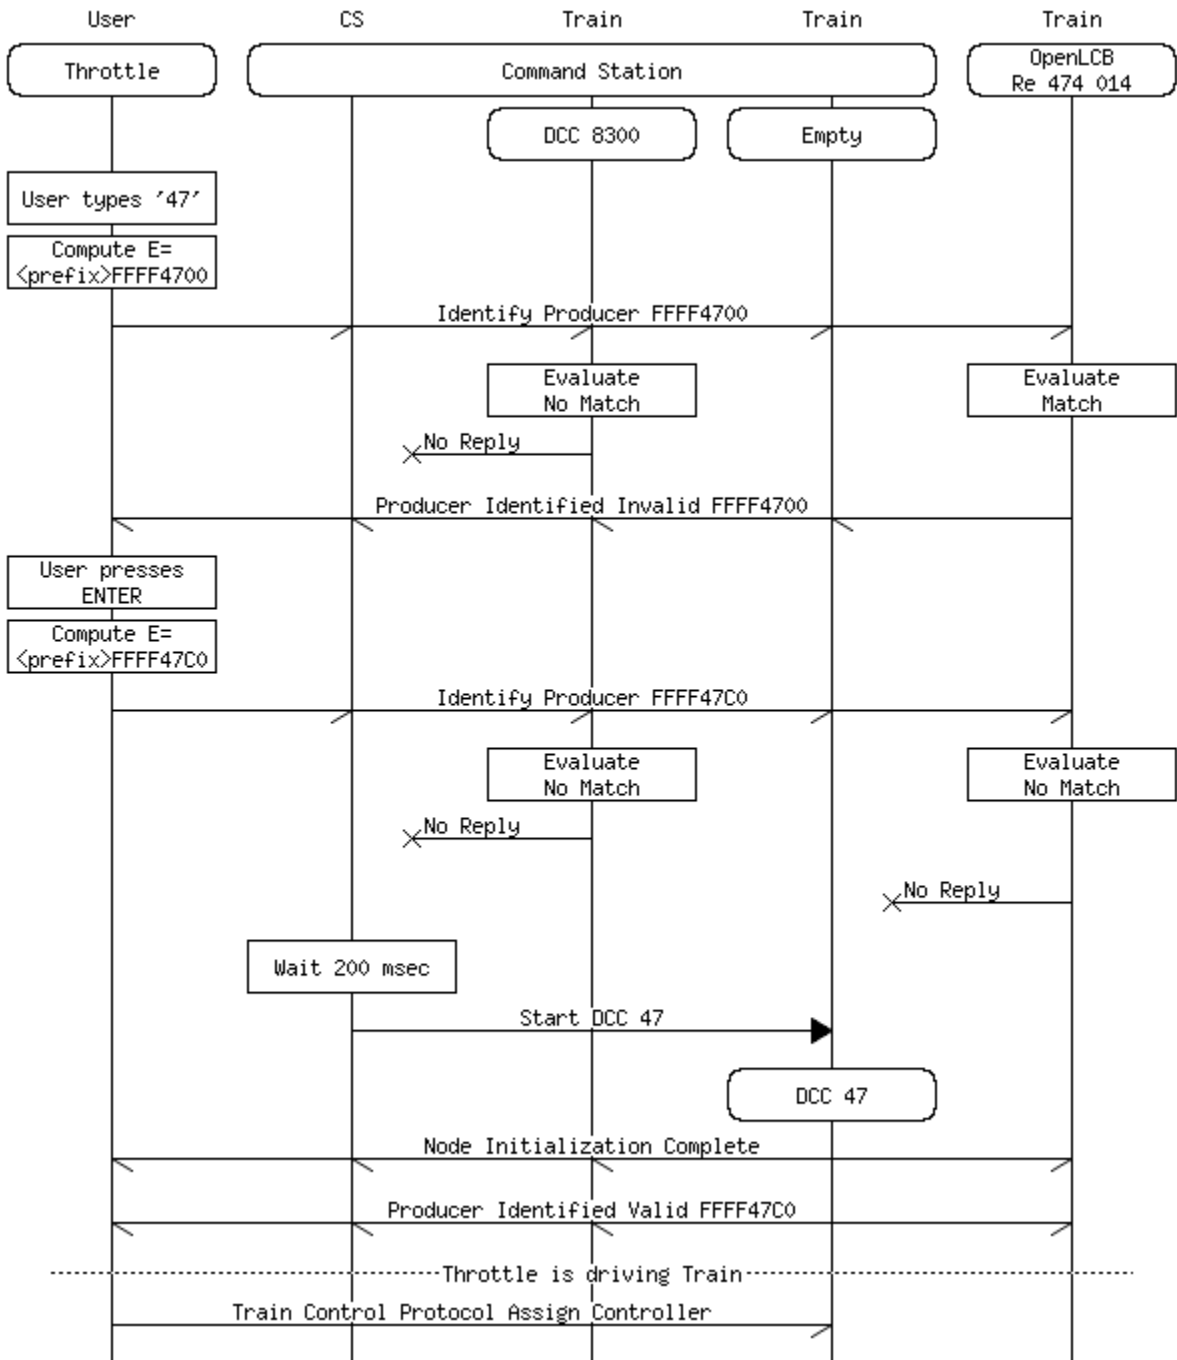 User CS Train Train Train
Throttle
Command Station
OpenLCB
Re 474 014
DCC 8300
Empty
User types '47'
Compute E=
<prefix>FFFF4700
Identify Producer FFFF4700
Evaluate
No Match
Evaluate
Match
No Reply
Producer Identified Invalid FFFF4700
User presses
ENTER
Compute E=
<prefix>FFFF47C0
Identify Producer FFFF47C0
Evaluate
No Match
Evaluate
No Match
No Reply
No Reply
Wait 200 msec
Start DCC 47
DCC 47
Node Initialization Complete
Producer Identified Valid FFFF47C0
Throttle is driving Train
Train Control Protocol Assign Controller